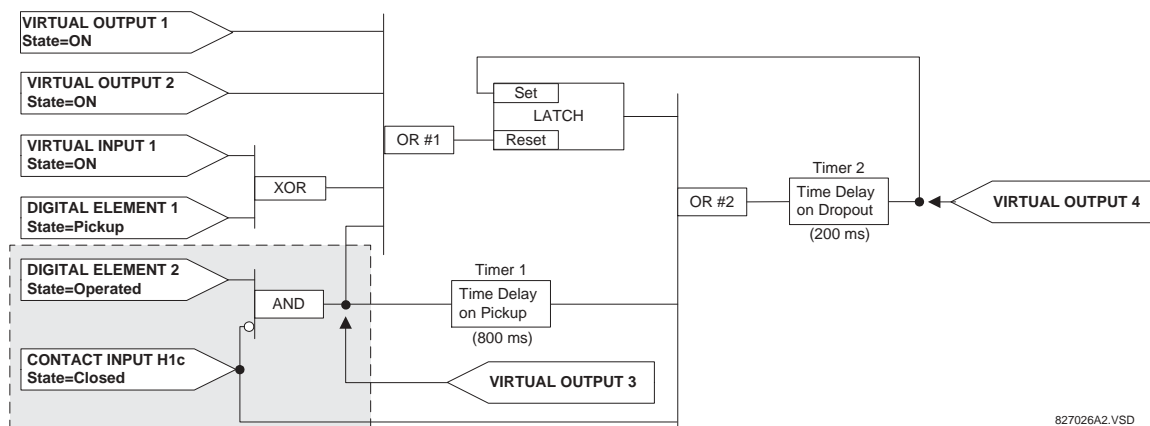 VIRTUAL OUTPUT 1
State=ON
VIRTUAL OUTPUT 2
State=ON
VIRTUAL INPUT 1
State=ON
DIGITAL ELEMENT 1
State=Pickup
DIGITAL ELEMENT 2
State=Operated
CONTACT INPUT H1c
State=Closed
XOR
AND
OR #1
Set
LATCH
Reset
Timer 1
Time Delay
on Pickup
(800 ms)
VIRTUAL OUTPUT 3
OR #2
Timer 2
Time Delay
on Dropout
(200 ms)
VIRTUAL OUTPUT 4
827026A2.VSD